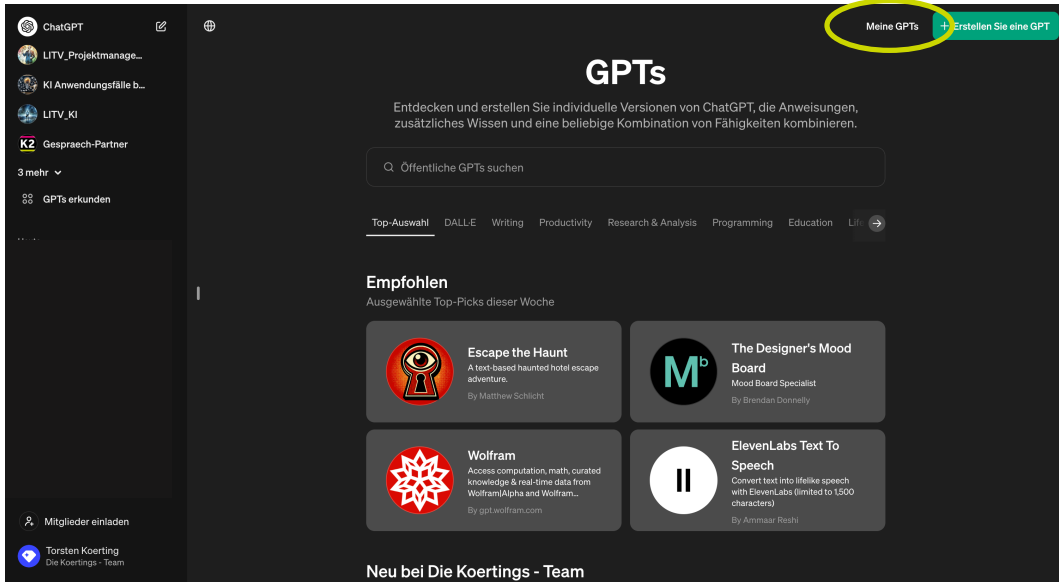 ChatGPT
LITV_Projektmanage...
KI Anwendungsfälle b...
LITV_KI
K2 Gespraech-Partner
3 mehr
GPTs erkunden
Mitglieder einladen
Torsten Koerting
Die Koertings - Team
Meine GPTs
+ Erstellen Sie eine GPT
GPTs
Entdecken und erstellen Sie individuelle Versionen von ChatGPT, die Anweisungen,
zusätzliches Wissen und eine beliebige Kombination von Fähigkeiten kombinieren.
Öffentliche GPTs suchen
Top-Auswahl DALL·E Writing Productivity Research & Analysis Programming Education Life
Empfohlen
Ausgewählte Top-Picks dieser Woche
Escape the Haunt
A text-based haunted hotel escape
adventure.
By Matthew Schlicht
Mb
The Designer's Mood
Board
Mood Board Specialist
By Brendan Donnelly
Wolfram
Access computation, math, curated
knowledge & real-time data from
Wolfram|Alpha and Wolfram...
By gpt.wolfram.com
ElevenLabs Text To
Speech
Convert text into lifelike speech
with ElevenLabs (limited to 1,500
characters)
By Ammaar Reshi
Neu bei Die Koertings - Team